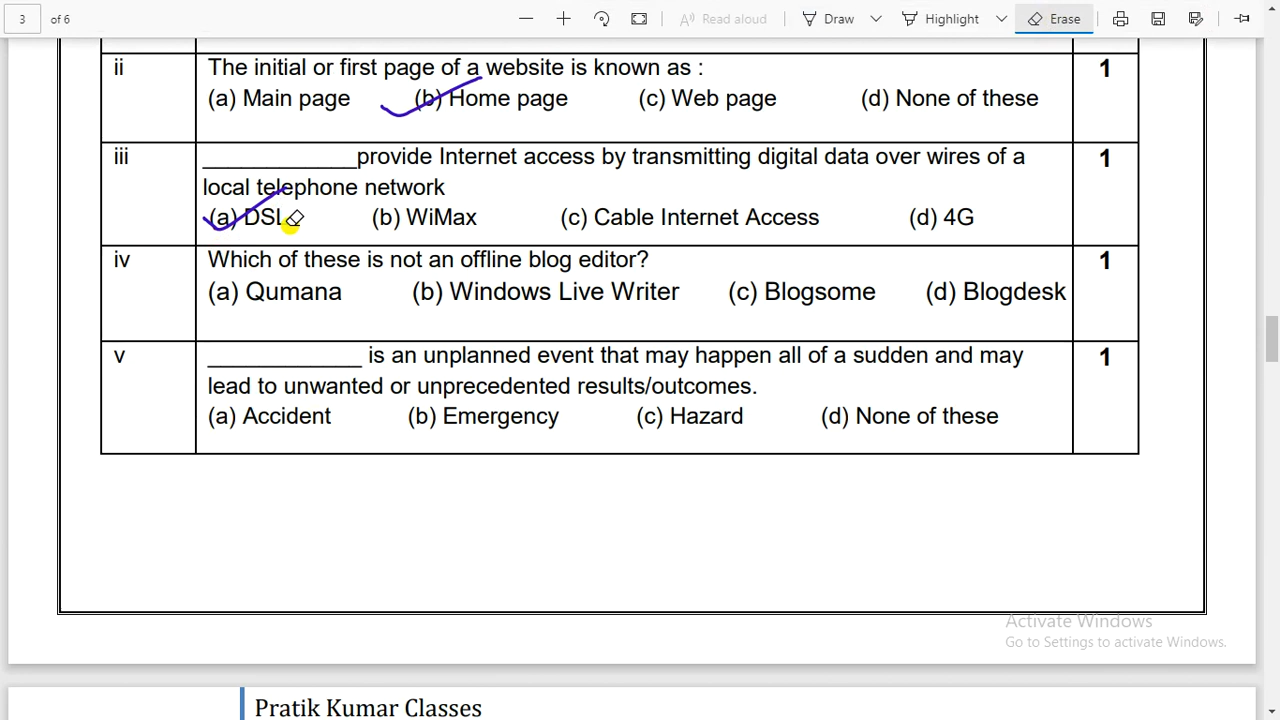 3 of 6 Read aloud Draw Highlight Erase
ii The initial or first page of a website is known as : 1
(a) Main page (b) Home page (c) Web page (d) None of these
iii ____________provide Internet access by transmitting digital data over wires of a 1
local telephone network
(a) DSL (b) WiMax (c) Cable Internet Access (d) 4G
iv Which of these is not an offline blog editor? 1
(a) Qumana (b) Windows Live Writer (c) Blogsome (d) Blogdesk
v ____________ is an unplanned event that may happen all of a sudden and may 1
lead to unwanted or unprecedented results/outcomes.
(a) Accident (b) Emergency (c) Hazard (d) None of these
Activate Windows
Go to Settings to activate Windows.
Pratik Kumar Classes